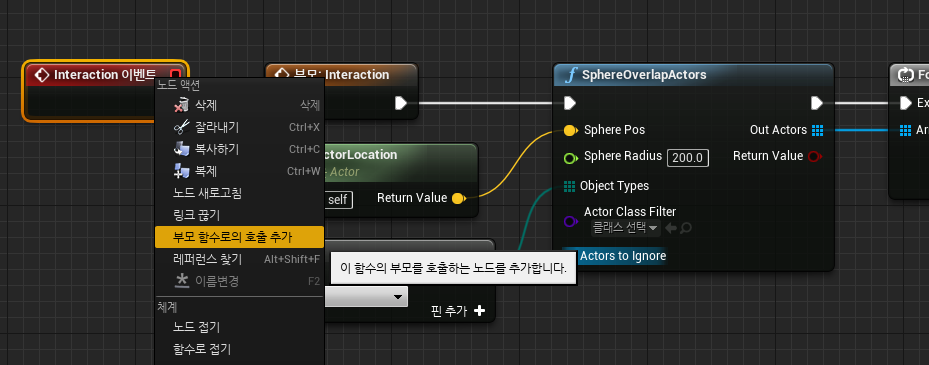 Interaction 이벤트
노드 액션
삭제 삭제
잘라내기 Ctrl+X
복사하기 Ctrl+C
복제 Ctrl+W
노드 새로고침
링크 끊기
부모 함수로의 호출 추가
레퍼런스 찾기 Alt+Shift+F
이름변경 F2
체계
노드 접기
함수로 접기
부모: Interaction
ctorLocation
Actor
self Return Value
이 함수의 부모를 호출하는 노드를 추가합니다.
핀 추가
SphereOverlapActors
Sphere Pos Out Actors
Sphere Radius 200.0 Return Value
Object Types
Actor Class Filter
클래스 선택
Actors to Ignore
Fo
Exe
Ar